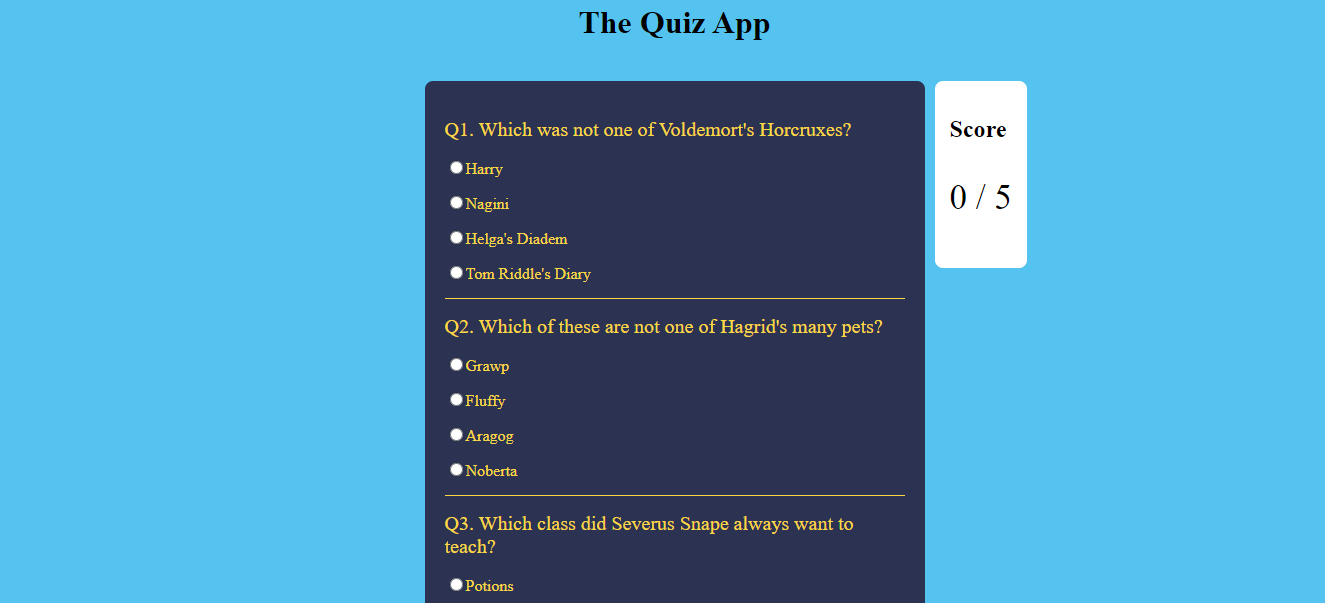 The Quiz App
Q1. Which was not one of Voldemort's Horcruxes?
Harry
Nagini
Helga's Diadem
Tom Riddle's Diary
Q2. Which of these are not one of Hagrid's many pets?
Grawp
Fluffy
Aragog
Noberta
Q3. Which class did Severus Snape always want to
teach?
Potions
Score
0 / 5